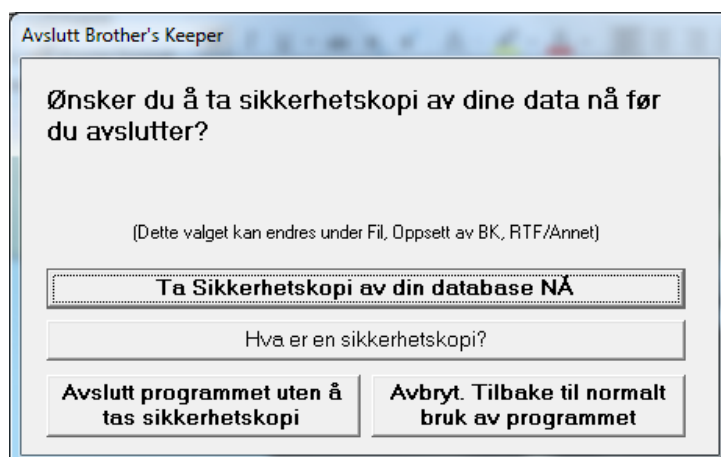 Avslutt Brother's Keeper
Ønsker du å ta sikkerhetskopi av dine data nå før
du avslutter?
(Dette valget kan endres under Fil, Oppsett av BK, RTF/Annet)
Ta Sikkerhetskopi av din database NÅ
Hva er en sikkerhetskopi?
Avslutt programmet uten å
tas sikkerhetskopi
Avbryt. Tilbake til normalt
bruk av programmet